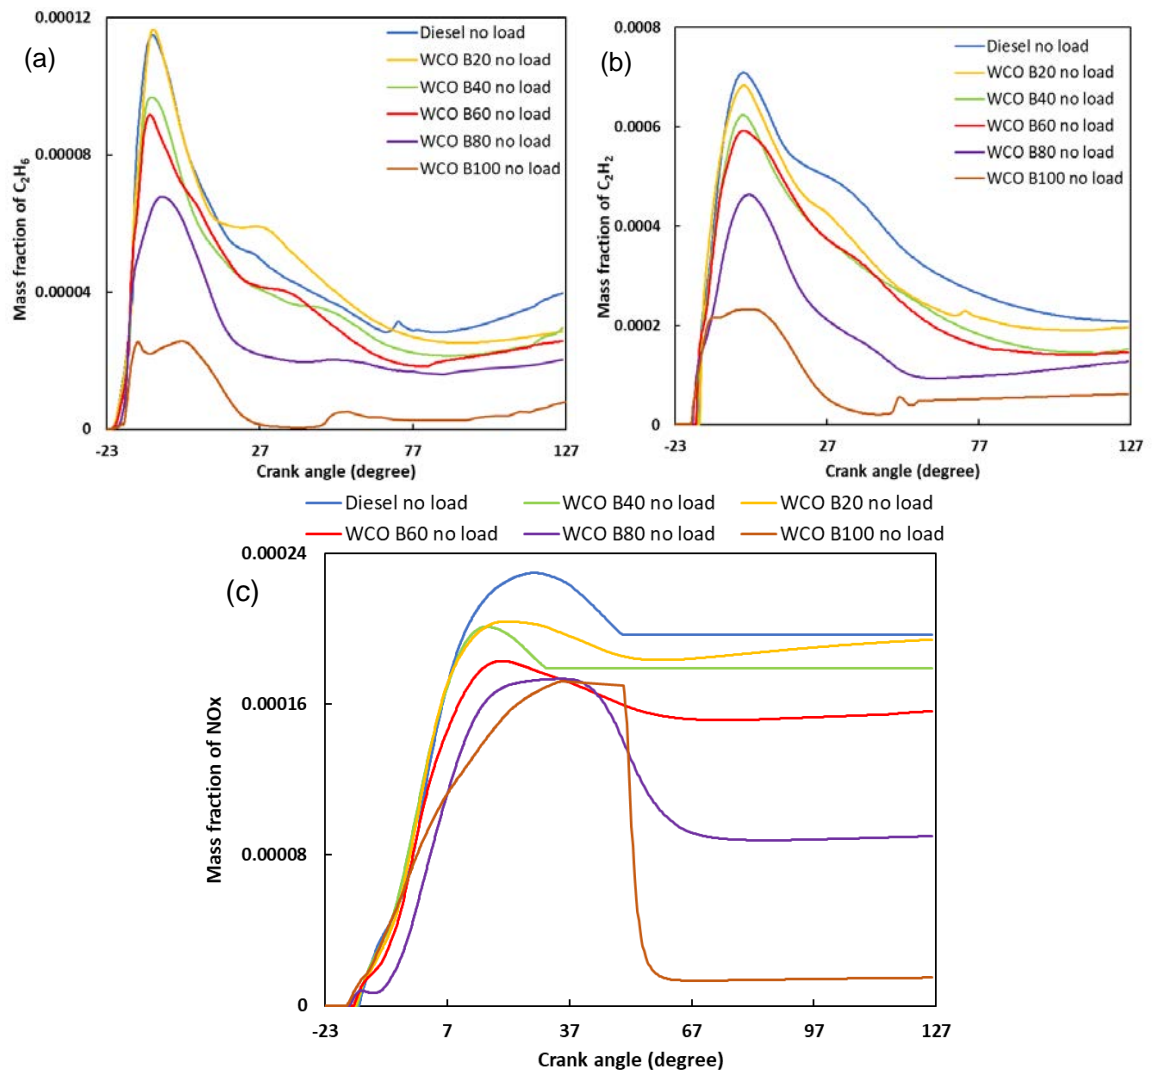 (a)
0.00012
0.00008
0.00004
0
-23
27
77
127
Mass fraction of C₂H₆
Crank angle (degree)
Diesel no load
WCO B20 no load
WCO B40 no load
WCO B60 no load
WCO B80 no load
WCO B100 no load
(b)
0.0008
0.0006
0.0004
0.0002
0
-23
27
77
127
Mass fraction of C₂H₂
Crank angle (degree)
Diesel no load
WCO B20 no load
WCO B40 no load
WCO B60 no load
WCO B80 no load
WCO B100 no load
Diesel no load WCO B40 no load WCO B20 no load
WCO B60 no load WCO B80 no load WCO B100 no load
(c)
0.00024
0.00016
0.00008
0
-23
7
37
67
97
127
Mass fraction of NOx
Crank angle (degree)